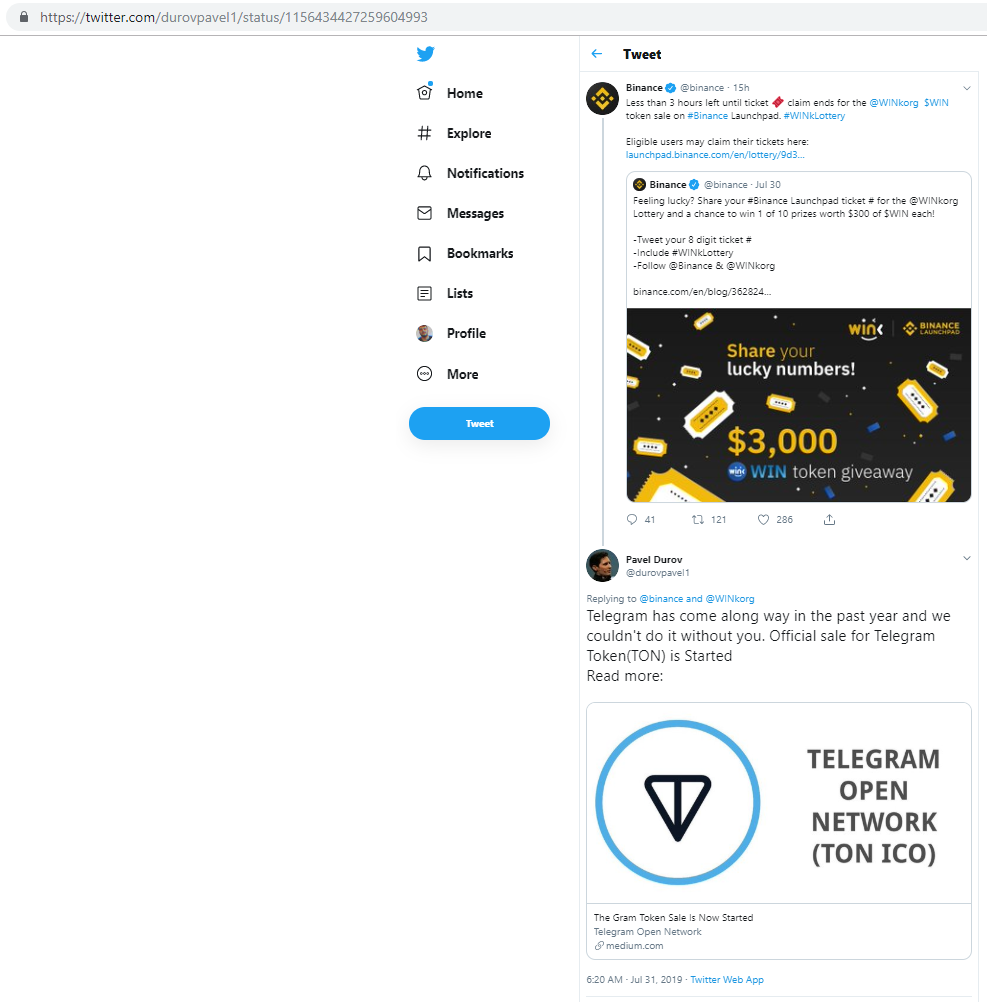 https://twitter.com/durovpavel1/status/1156434427259604993
Home
Explore
Notifications
Messages
Bookmarks
Lists
Profile
More
Tweet
Tweet
Binance @binance · 15h
Less than 3 hours left until ticket claim ends for the @WINkorg $WIN
token sale on #Binance Launchpad. #WINkLottery
Eligible users may claim their tickets here:
launchpad.binance.com/en/lottery/9d3...
Binance @binance · Jul 30
Feeling lucky? Share your #Binance Launchpad ticket # for the @WINkorg
Lottery and a chance to win 1 of 10 prizes worth $300 of $WIN each!
-Tweet your 8 digit ticket #
-Include #WINkLottery
-Follow @Binance & @WINkorg
binance.com/en/blog/362824...
WINk
BINANCE
LAUNCHPAD
Share your
lucky numbers!
$3,000
WIN token giveaway
41 121 286
Pavel Durov
@durovpavel1
Replying to @binance and @WINkorg
Telegram has come along way in the past year and we
couldn't do it without you. Official sale for Telegram
Token(TON) is Started
Read more:
TELEGRAM
OPEN
NETWORK
(TON ICO)
The Gram Token Sale Is Now Started
Telegram Open Network
medium.com
6:20 AM · Jul 31, 2019 · Twitter Web App